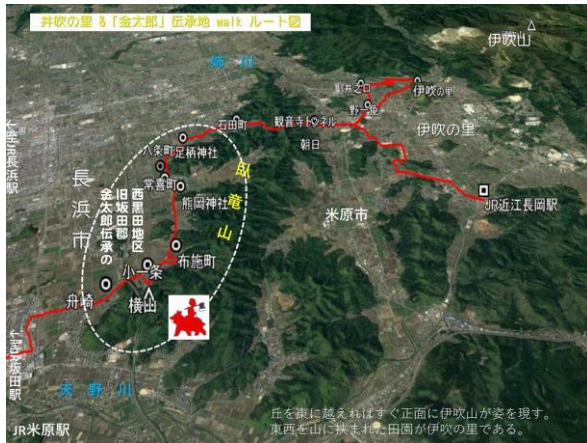 井吹の里 &「金太郎」伝承地 walk ルート図
伊吹山
姉 川
伊吹の里
野一色
観音寺トンネル
石田町
足柄神社
八条町
朝日
伊吹の里
常喜町
熊岡神社
臥竜山
JR近江長岡駅
米原市
長浜市
西黒田地区
旧坂田郡
金太郎伝承の
布施町
小一条
横山
舟崎
天 野 川
JR米原駅
丘を東に越えればすぐ正面に伊吹山が姿を現す。
東西を山に挟まれた田園が伊吹の里である。